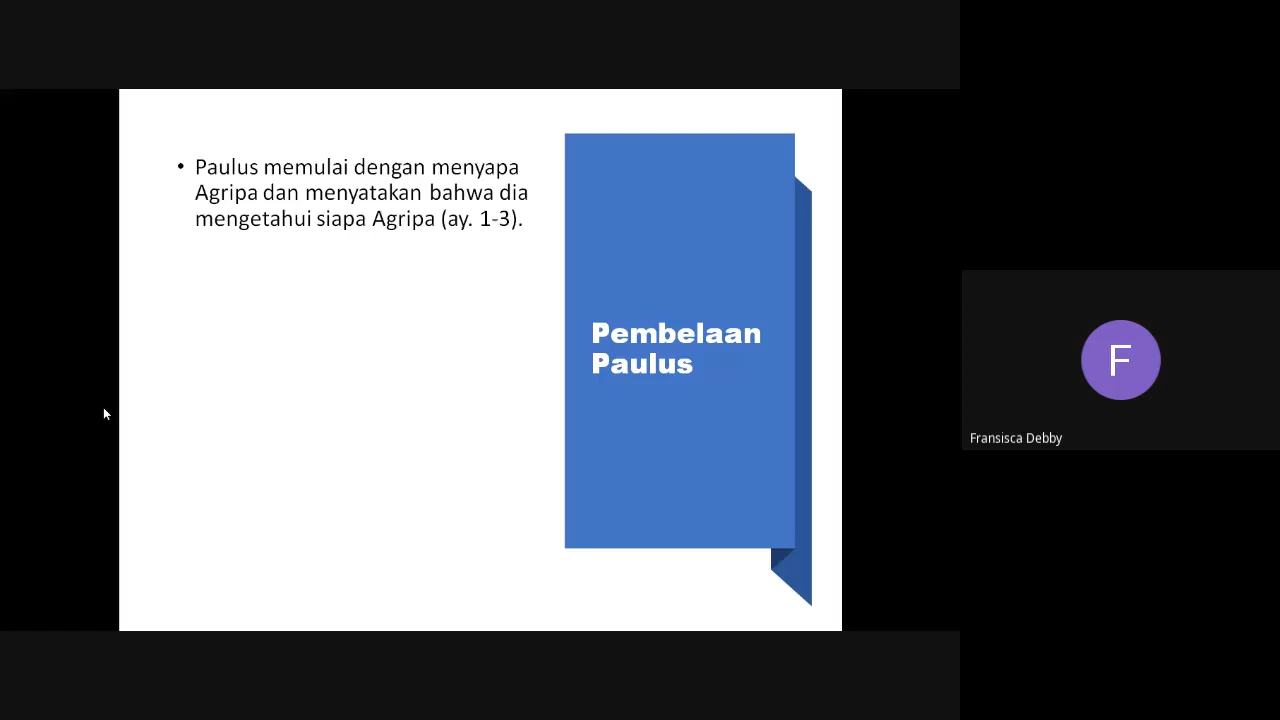 • Paulus memulai dengan menyapa
Agripa dan menyatakan bahwa dia
mengetahui siapa Agripa (ay. 1-3).
Pembelaan
Paulus
F
Fransisca Debby